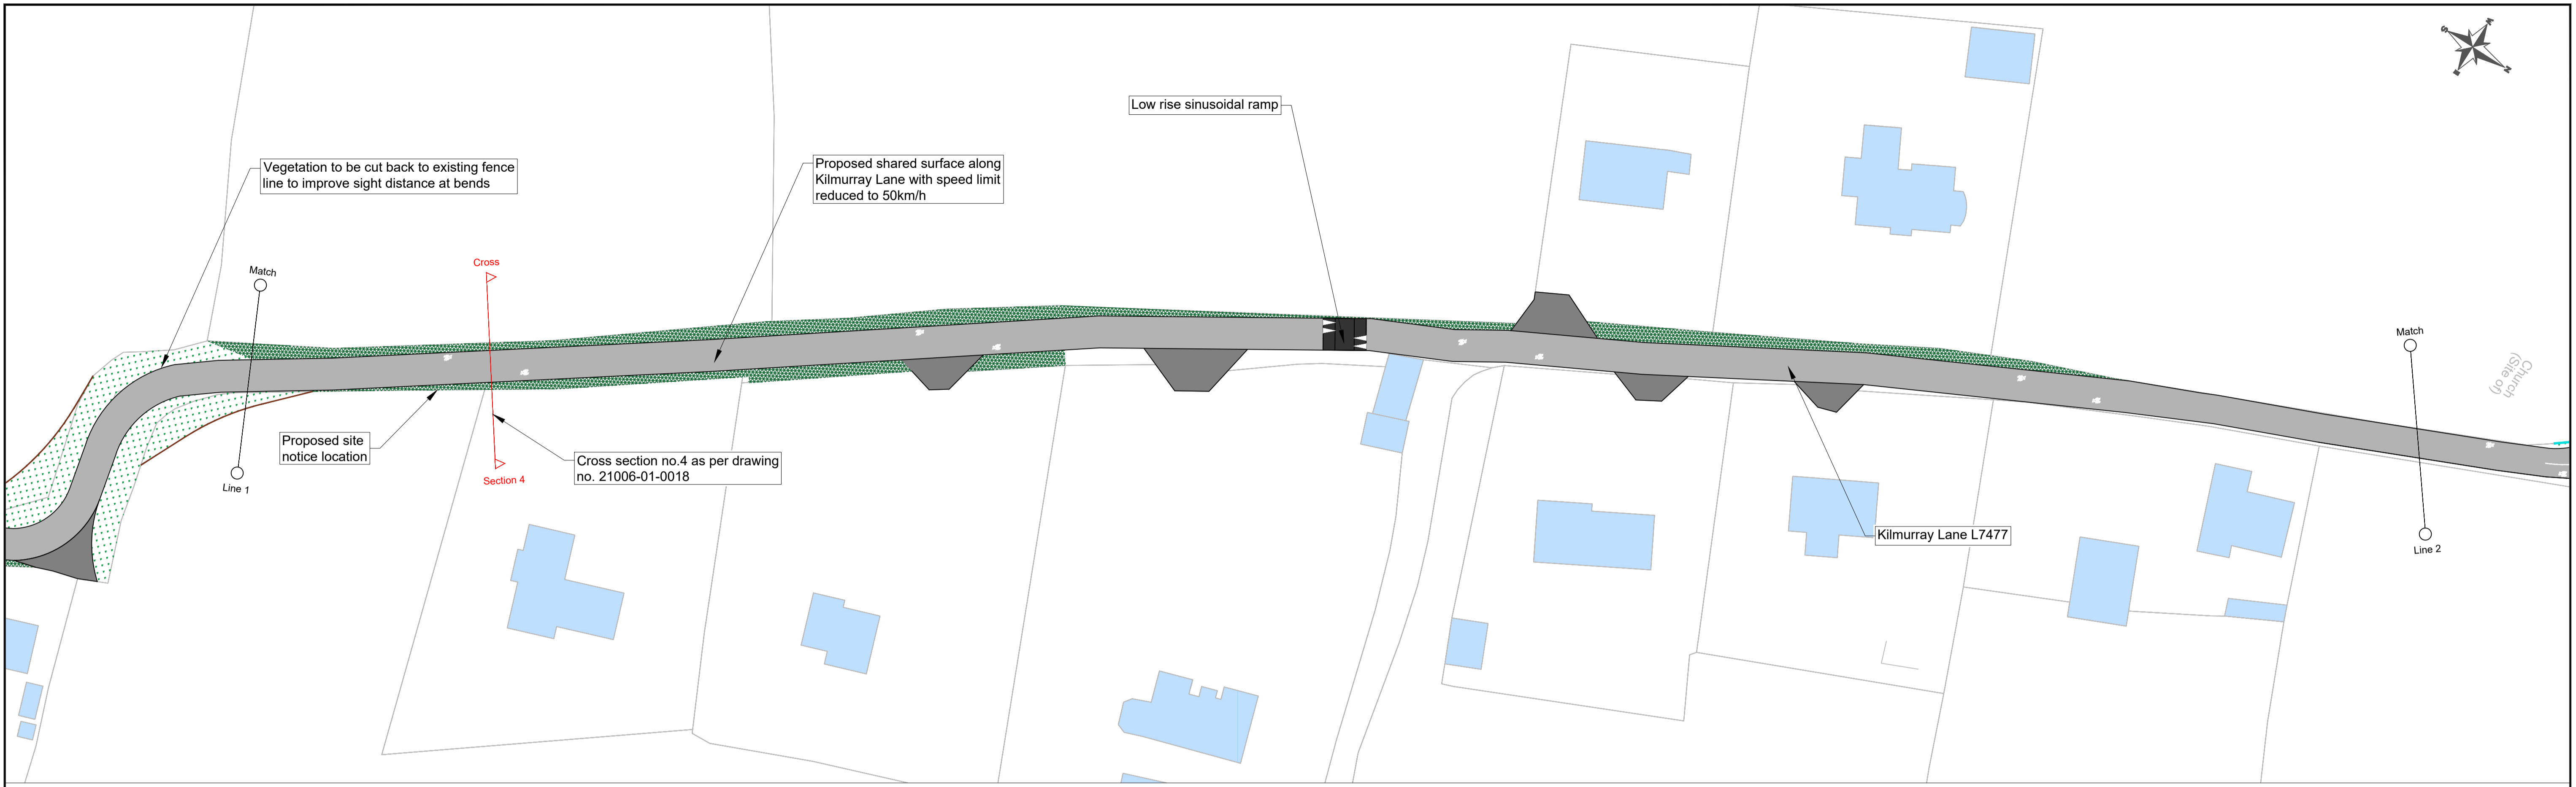 Low rise sinusoidal ramp
Vegetation to be cut back to existing fence
line to improve sight distance at bends
Proposed shared surface along
Kilmurray Lane with speed limit
reduced to 50km/h
Match
Cross
Match
Church
(Site of)
Proposed site
notice location
Cross section no.4 as per drawing
no. 21006-01-0018
Line 1
Section 4
Kilmurray Lane L7477
Line 2